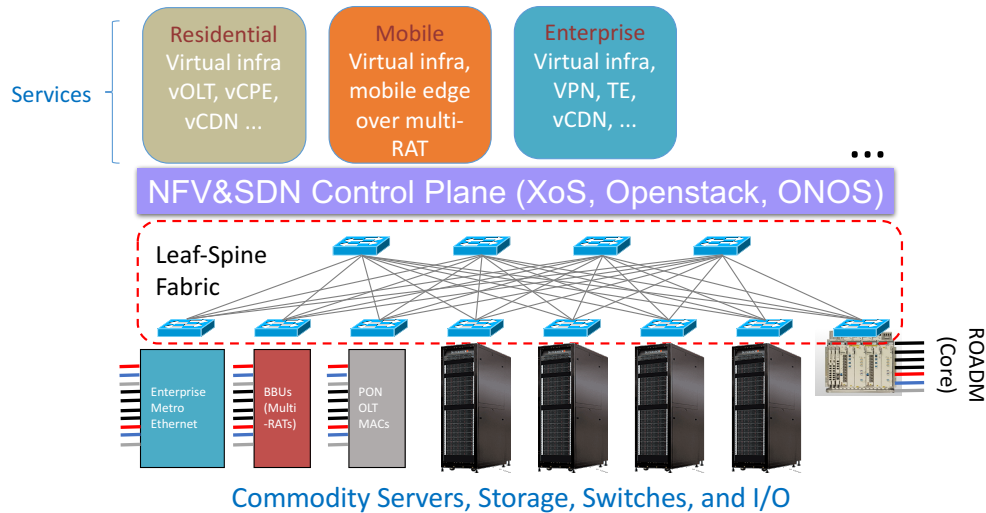 Residential
Virtual infra
vOLT, vCPE,
vCDN ...
Mobile
Virtual infra,
mobile edge
over multi-
RAT
Enterprise
Virtual infra,
VPN, TE,
vCDN, ...
Services
...
NFV&SDN Control Plane (XoS, Openstack, ONOS)
Leaf-Spine
Fabric
Enterprise
Metro
Ethernet
BBUs
(Multi
-RATs)
PON
OLT
MACs
ROADM
(Core)
Commodity Servers, Storage, Switches, and I/O